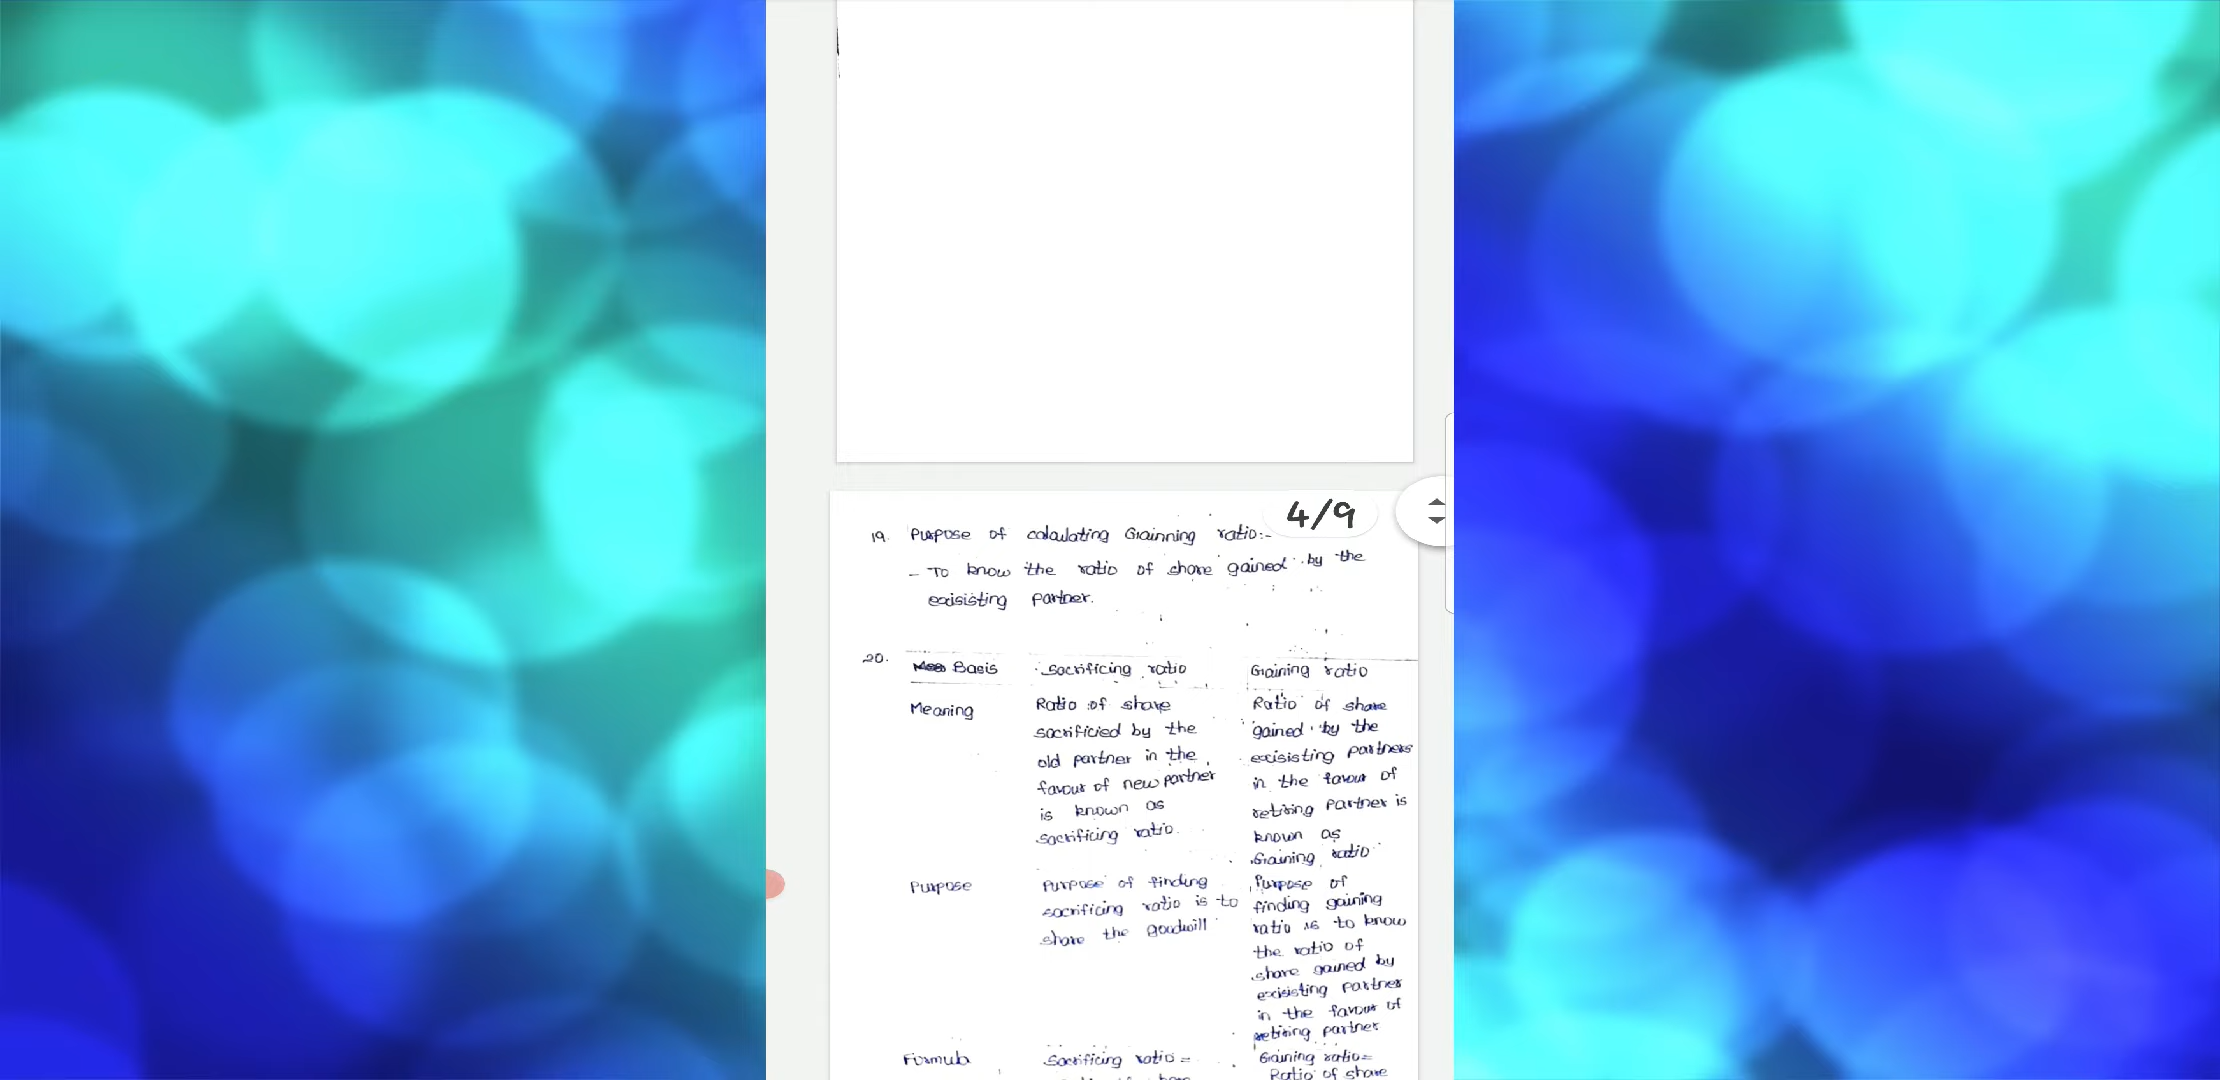 4/9
19. Purpose of calculating Gainning ratio:-
- To know the ratio of share gained by the
exisisting partner.
20. Basis Sacrificing ratio Gaining ratio
Meaning
Ratio of share
sacrificied by the
old partner in the
favour of new partner
is known as
sacrificing ratio.
Ratio of share
gained by the
exisisting partners
in the favour of
retiring partner is
known as
Gaining ratio
Purpose
Purpose of finding
sacrificing ratio is to
share the goodwill
Purpose of
finding gaining
ratio is to know
the ratio of
share gained by
exisisting partner
in the favour of
retiring partner
Formula
Sacrificing ratio =
Gaining ratio=
Ratio of share